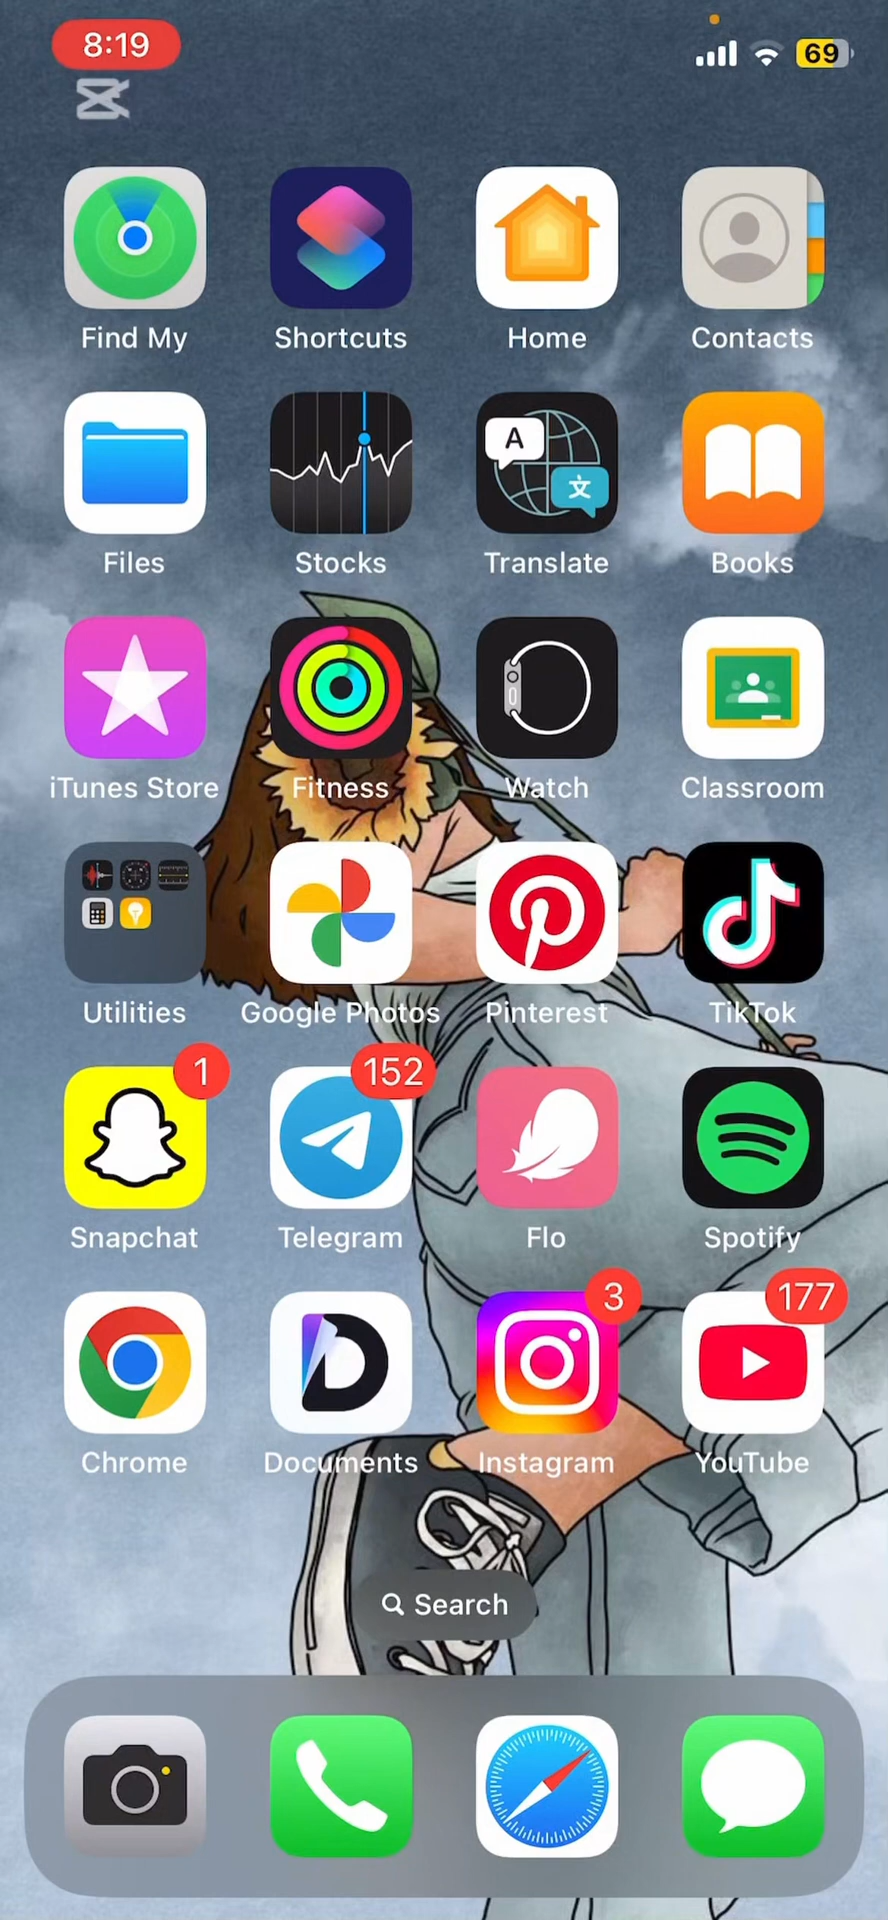 8:19
69
Find My
Shortcuts
Home
Contacts
A
文
Files
Stocks
Translate
Books
iTunes Store
Fitness
Watch
Classroom
Utilities
Google Photos
Pinterest
TikTok
1
152
Snapchat
Telegram
Flo
Spotify
3
177
Chrome
Documents
Instagram
YouTube
Search